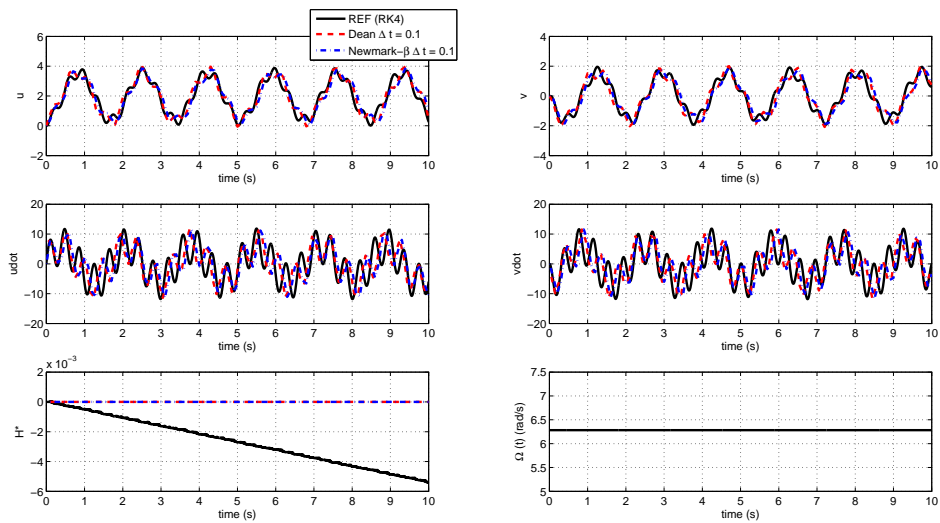 REF (RK4)
Dean Δ t = 0.1
Newmark−β Δ t = 0.1
6
4
2
0
−2
u
0 1 2 3 4 5 6 7 8 9 10
time (s)
4
2
0
−2
−4
v
0 1 2 3 4 5 6 7 8 9 10
time (s)
20
10
0
−10
−20
udot
0 1 2 3 4 5 6 7 8 9 10
time (s)
20
10
0
−10
−20
vdot
0 1 2 3 4 5 6 7 8 9 10
time (s)
x 10⁻³
2
0
−2
−4
−6
H*
0 1 2 3 4 5 6 7 8 9 10
time (s)
7.5
7
6.5
6
5.5
5
Ω (t) (rad/s)
0 1 2 3 4 5 6 7 8 9 10
time (s)